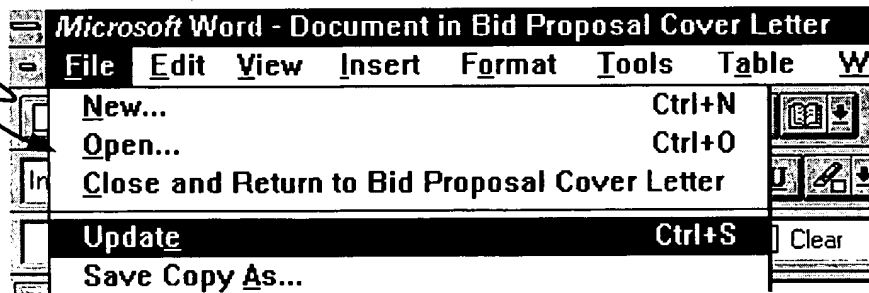 Microsoft Word - Document in Bid Proposal Cover Letter
File Edit View Insert Format Tools Table W
New... Ctrl+N
Open... Ctrl+O
In
Close and Return to Bid Proposal Cover Letter U
Update Ctrl+S Clear
Save Copy As...